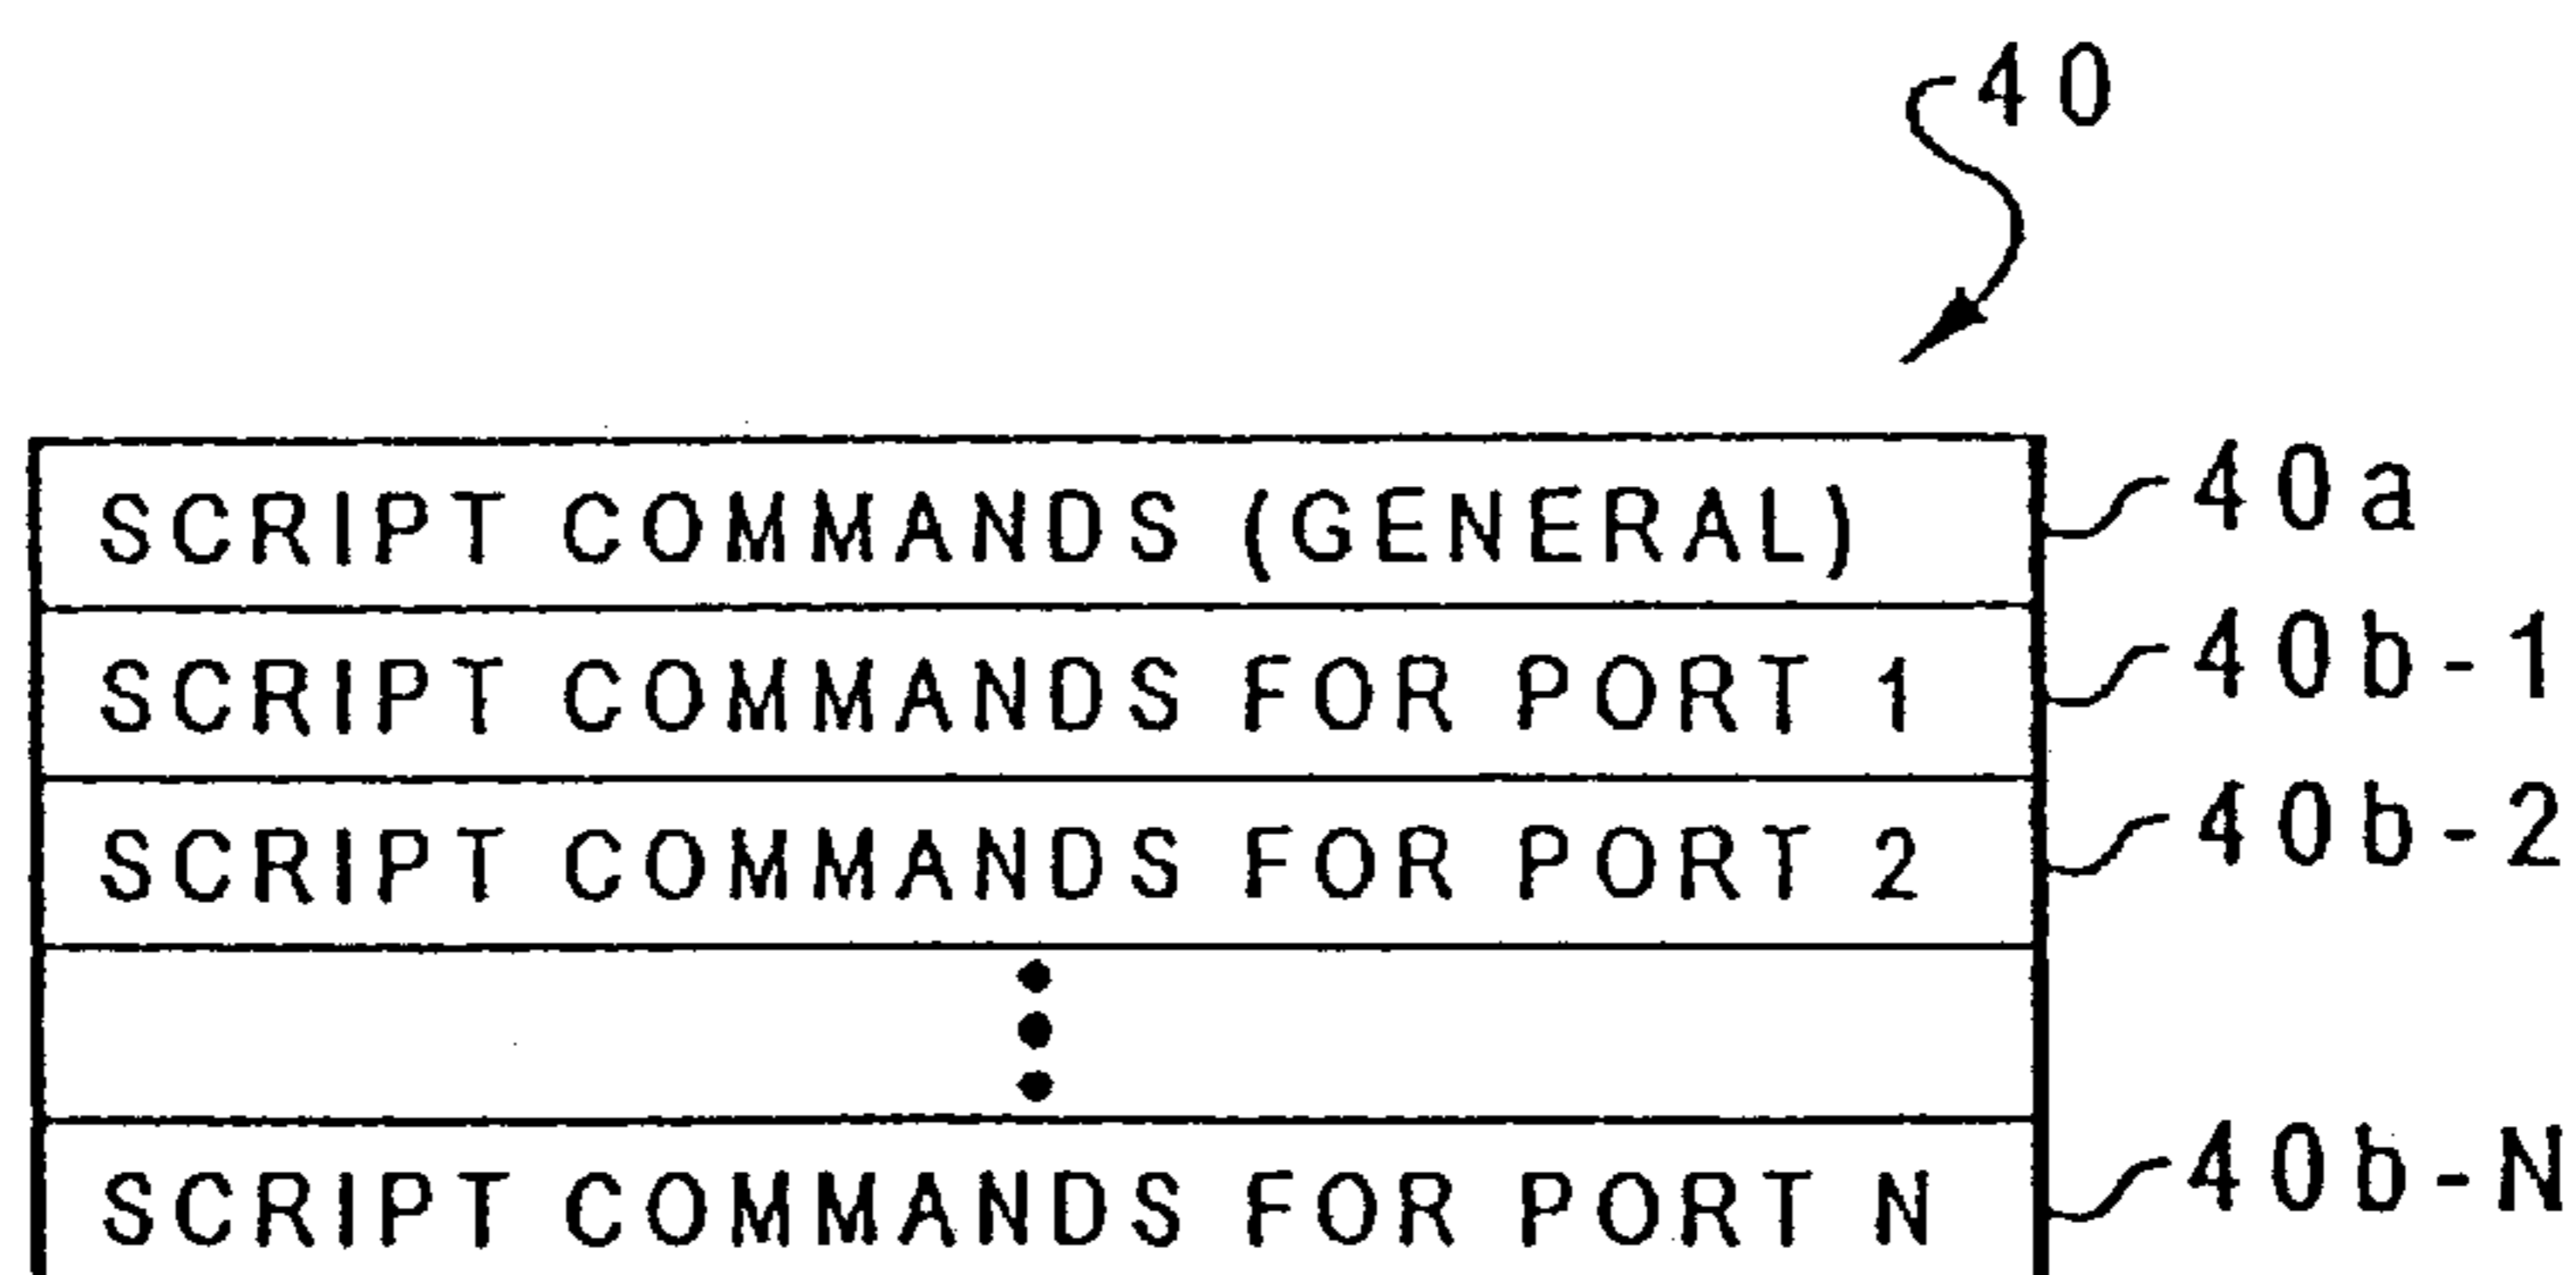 40
SCRIPT COMMANDS (GENERAL) 40a
SCRIPT COMMANDS FOR PORT 1 40b-1
SCRIPT COMMANDS FOR PORT 2 40b-2
SCRIPT COMMANDS FOR PORT N 40b-N